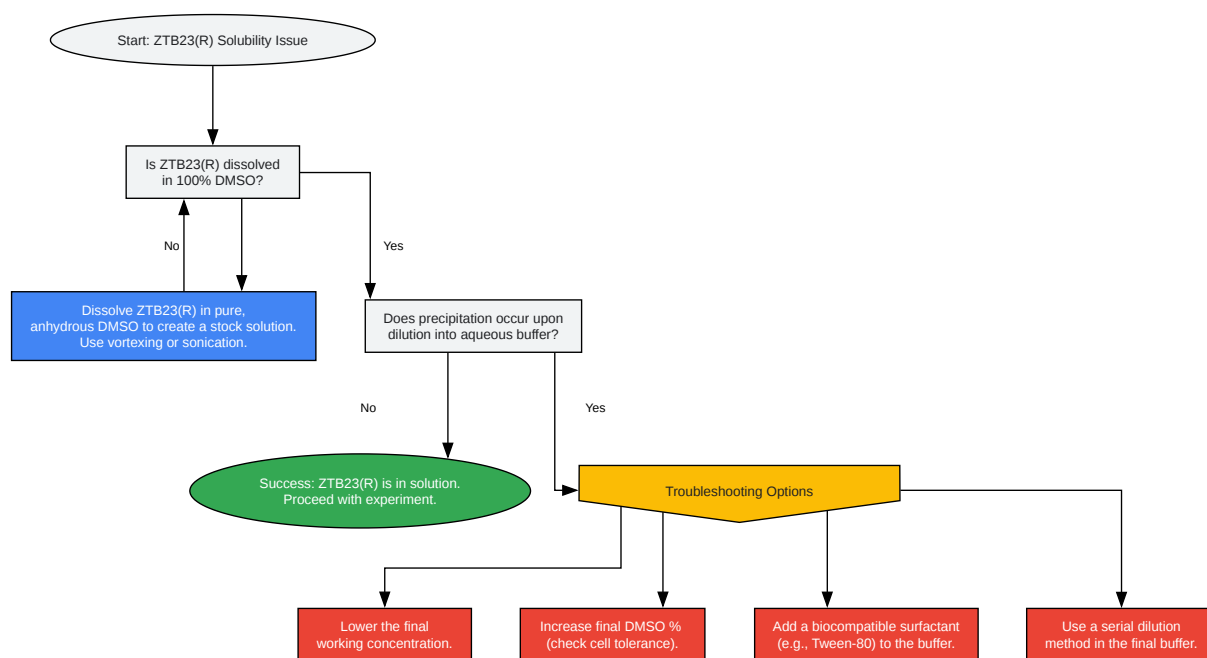 Start: ZTB23(R) Solubility Issue
Is ZTB23(R) dissolved
in 100% DMSO?
No
Yes
Dissolve ZTB23(R) in pure,
anhydrous DMSO to create a stock solution.
Use vortexing or sonication.
Does precipitation occur upon
dilution into aqueous buffer?
No
Yes
Success: ZTB23(R) is in solution.
Proceed with experiment.
Troubleshooting Options
Lower the final
working concentration.
Increase final DMSO %
(check cell tolerance).
Add a biocompatible surfactant
(e.g., Tween-80) to the buffer.
Use a serial dilution
method in the final buffer.